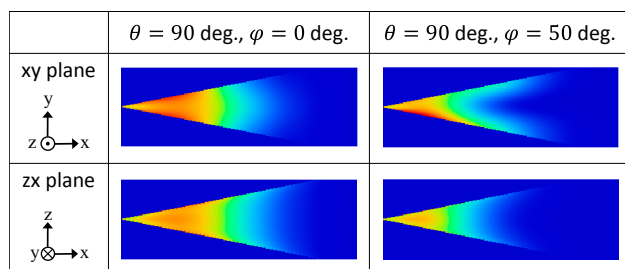 θ = 90 deg., φ = 0 deg.
θ = 90 deg., φ = 50 deg.
xy plane
y
z
x
zx plane
z
y
x